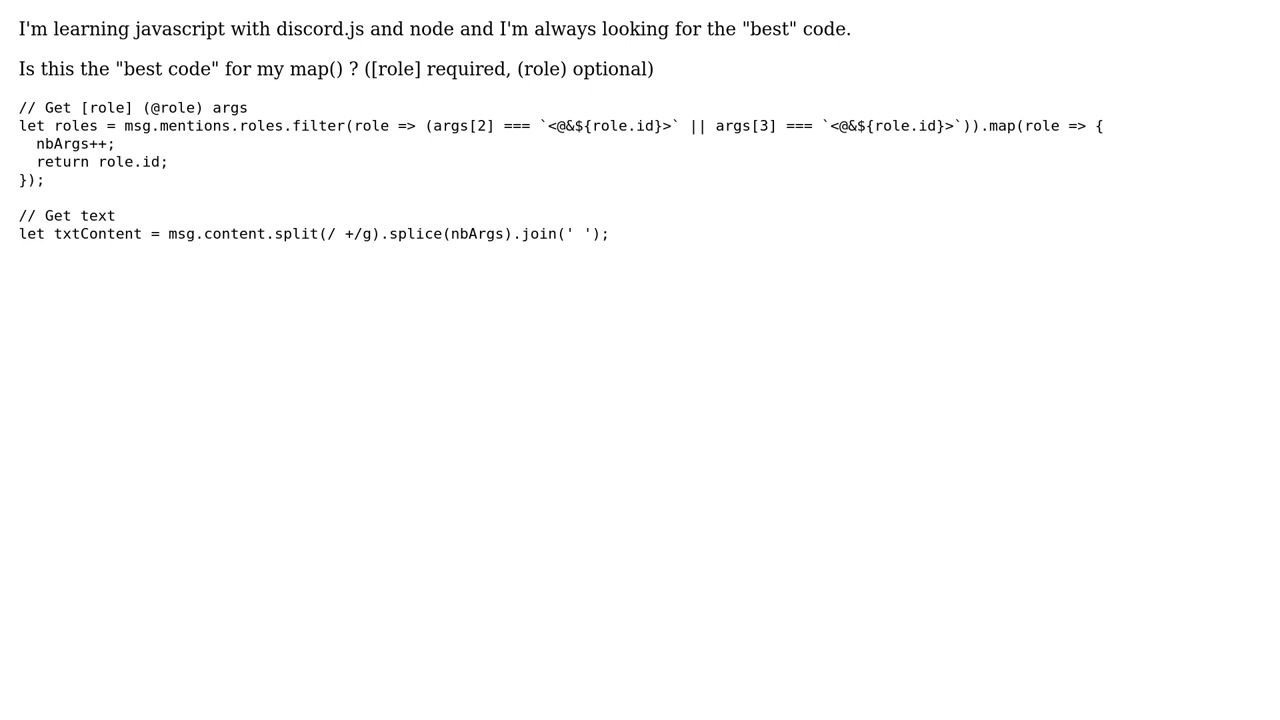 I'm learning javascript with discord.js and node and I'm always looking for the "best" code.
Is this the "best code" for my map() ? ([role] required, (role) optional)
// Get [role] (@role) args
let roles = msg.mentions.roles.filter(role => (args[2] === `<@&${role.id}>` || args[3] === `<@&${role.id}>`)).map(role => {
  nbArgs++;
  return role.id;
});
// Get text
let txtContent = msg.content.split(/ +/g).splice(nbArgs).join(' ');